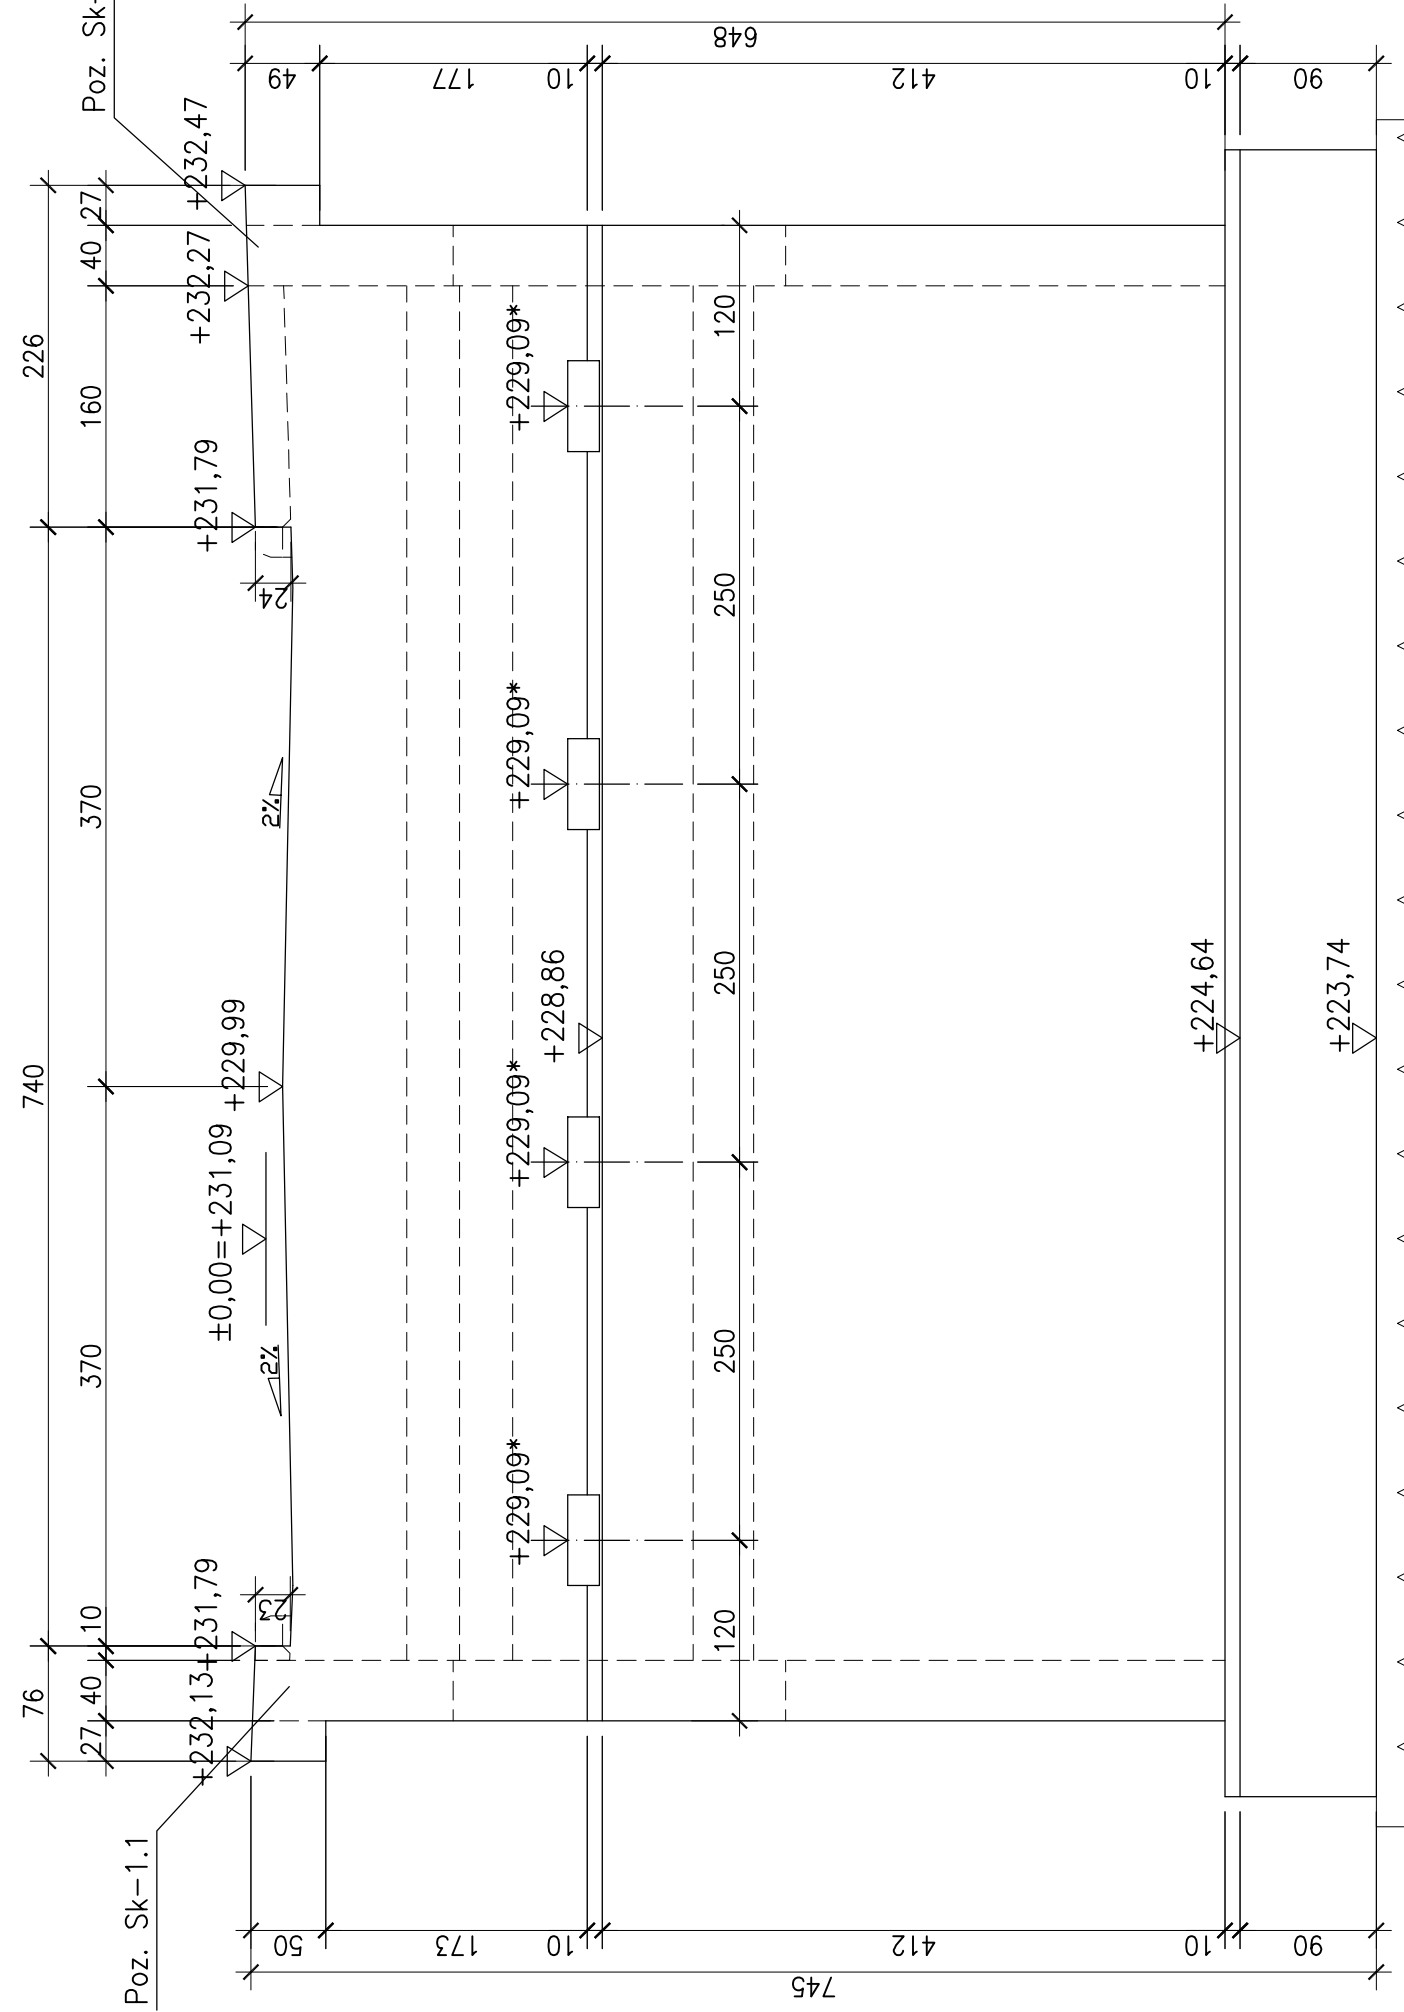 76 740 226
27 40 10 370 370 160 40 27
Poz. Sk-
Poz. Sk-1.1
+232,13 +231,79 ±0,00=+231,09 +229,99 +231,79 +232,27 +232,47
23 2% 2% 24
+229,09* +229,09* +229,09* +229,09*
+228,86
120 250 250 250 120
+224,64
+223,74
745
50 173 10 412 10 90
648
49 177 10 412 10 90